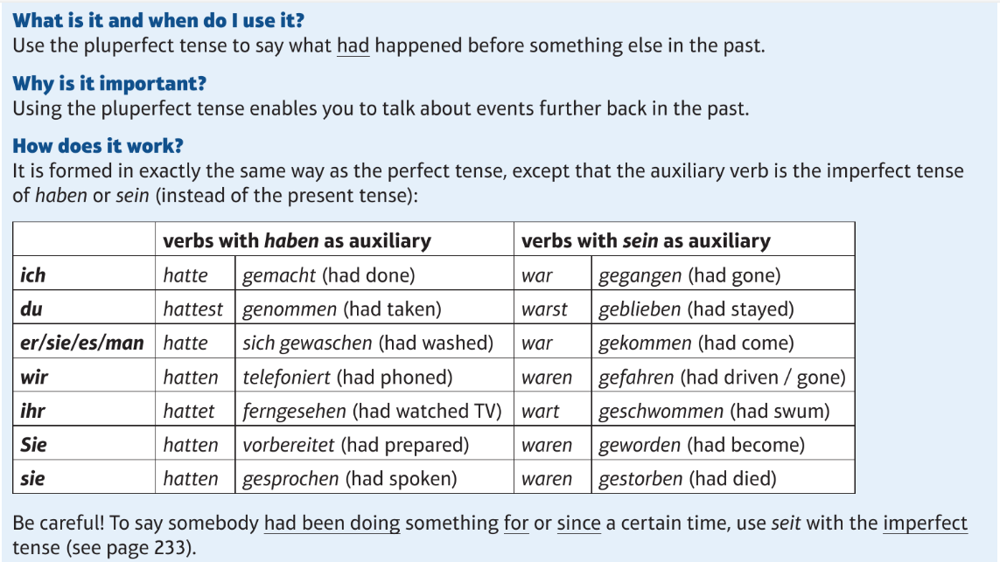 What is it and when do I use it?
Use the pluperfect tense to say what had happened before something else in the past.
Why is it important?
Using the pluperfect tense enables you to talk about events further back in the past.
How does it work?
It is formed in exactly the same way as the perfect tense, except that the auxiliary verb is the imperfect tense
of haben or sein (instead of the present tense):
verbs with haben as auxiliary verbs with sein as auxiliary
ich hatte gemacht (had done) war gegangen (had gone)
du hattest genommen (had taken) warst geblieben (had stayed)
er/sie/es/man hatte sich gewaschen (had washed) war gekommen (had come)
wir hatten telefoniert (had phoned) waren gefahren (had driven / gone)
ihr hattet ferngesehen (had watched TV) wart geschwommen (had swum)
Sie hatten vorbereitet (had prepared) waren geworden (had become)
sie hatten gesprochen (had spoken) waren gestorben (had died)
Be careful! To say somebody had been doing something for or since a certain time, use seit with the imperfect
tense (see page 233).